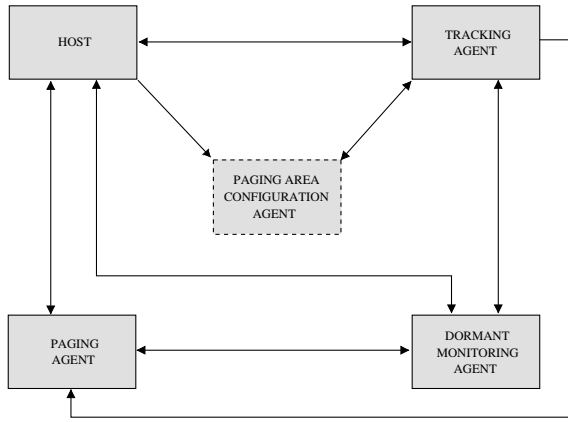 HOST
TRACKING
AGENT
PAGING AREA
CONFIGURATION
AGENT
PAGING
AGENT
DORMANT
MONITORING
AGENT